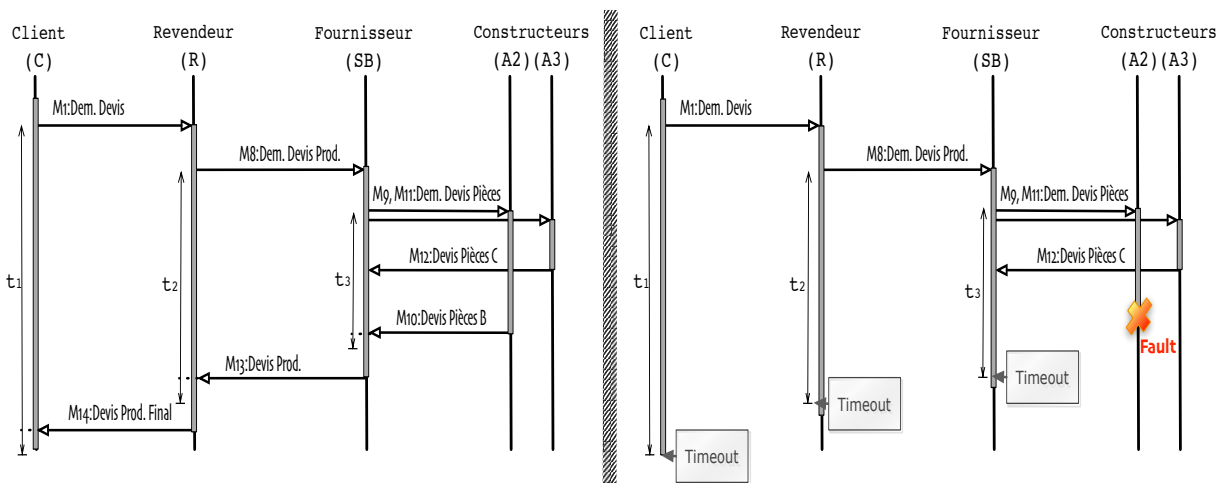 Client
Revendeur
Fournisseur
Constructeurs
(C)
(R)
(SB)
(A2)(A3)
M1:Dem. Devis
M8:Dem. Devis Prod.
M9, M11:Dem. Devis Pièces
M12:Devis Pièces C
t1
t2
t3
M10:Devis Pièces B
M13:Devis Prod.
M14:Devis Prod. Final
Client
Revendeur
Fournisseur
Constructeurs
(C)
(R)
(SB)
(A2)(A3)
M1:Dem. Devis
M8:Dem. Devis Prod.
M9, M11:Dem. Devis Pièces
M12:Devis Pièces C
t1
t2
t3
Fault
Timeout
Timeout
Timeout